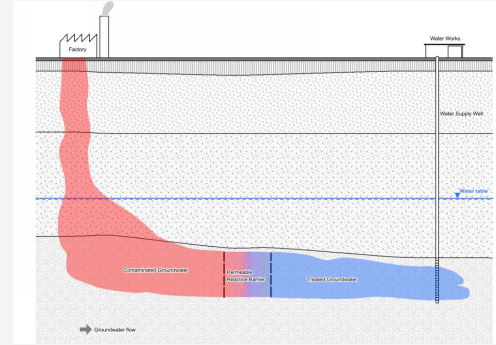 Factory
Water Works
Water Supply Well
Water table
Contaminated Groundwater
Permeable
Reactive Barrier
Treated Groundwater
Groundwater flow